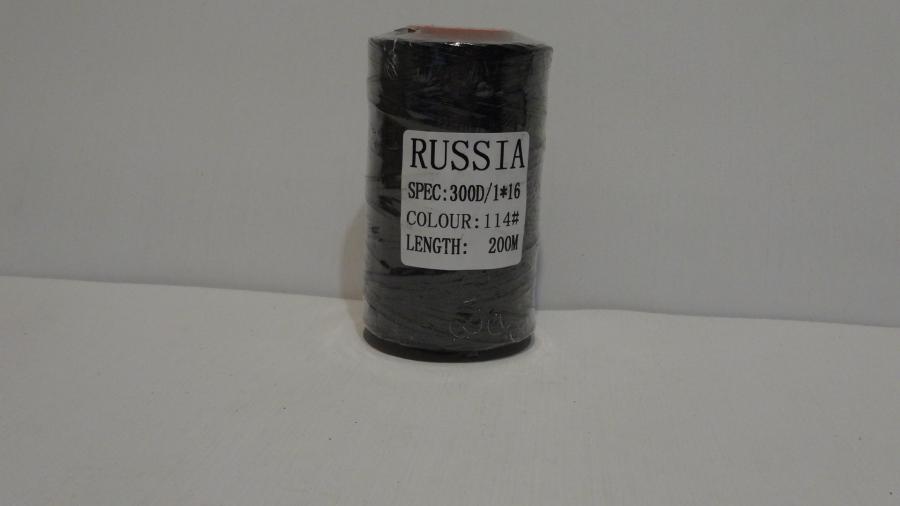 RUSSIA
SPEC:300D/1*16
COLOUR:114#
LENGTH: 200M